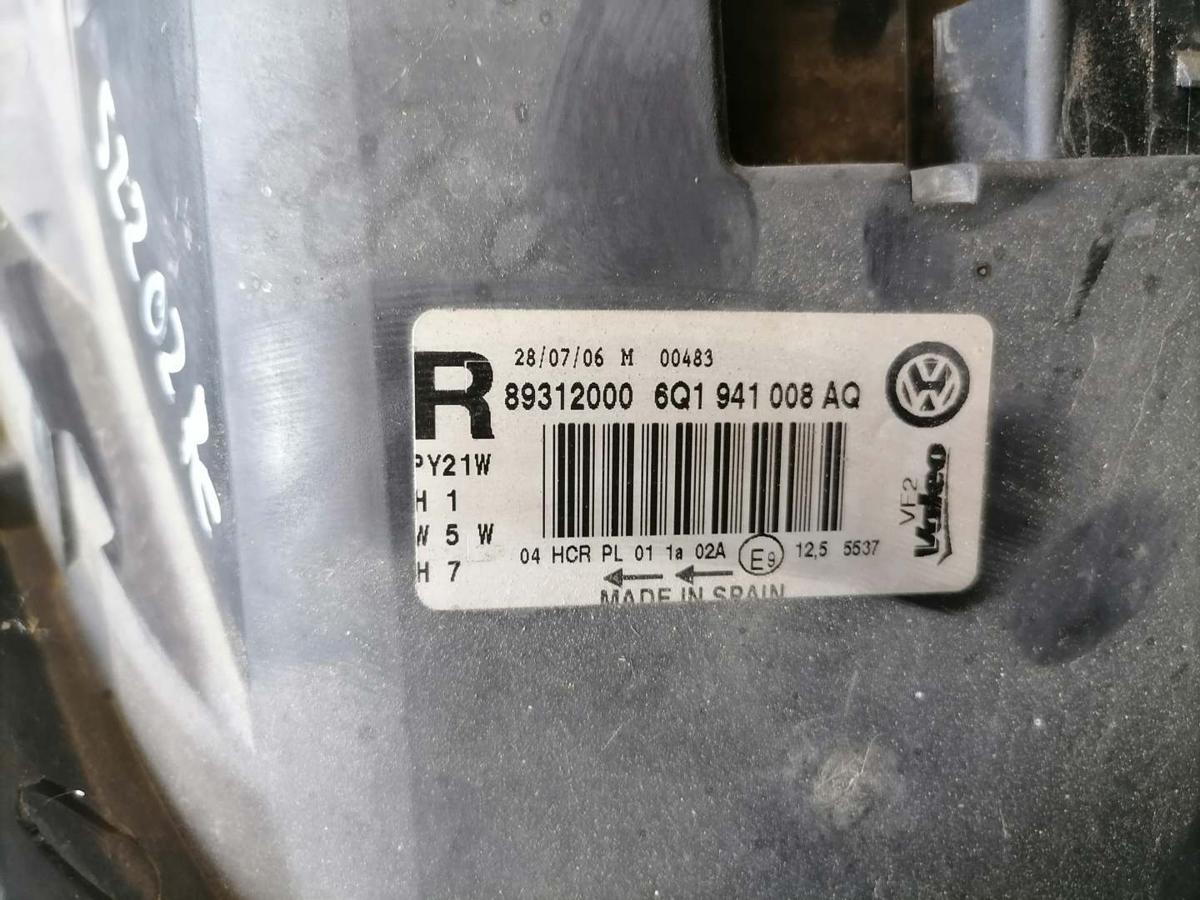 28/07/06 M 00483
R
89312000 6Q1 941 008 AQ
PY21W
H 1
W 5 W
H 7
VF2
Valeo
04 HCR PL 01 1a 02A E9 12,5 5537
MADE IN SPAIN